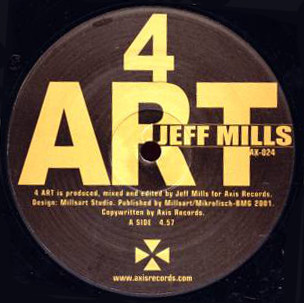 4
ART
JEFF MILLS
AX-024
4 ART is produced, mixed and edited by Jeff Mills for Axis Records.
Design: Millsart Studio. Published by Millsart/Mikrofisch-BMG 2001.
Copywritten by Axis Records.
A SIDE 4.57
www.axisrecords.com